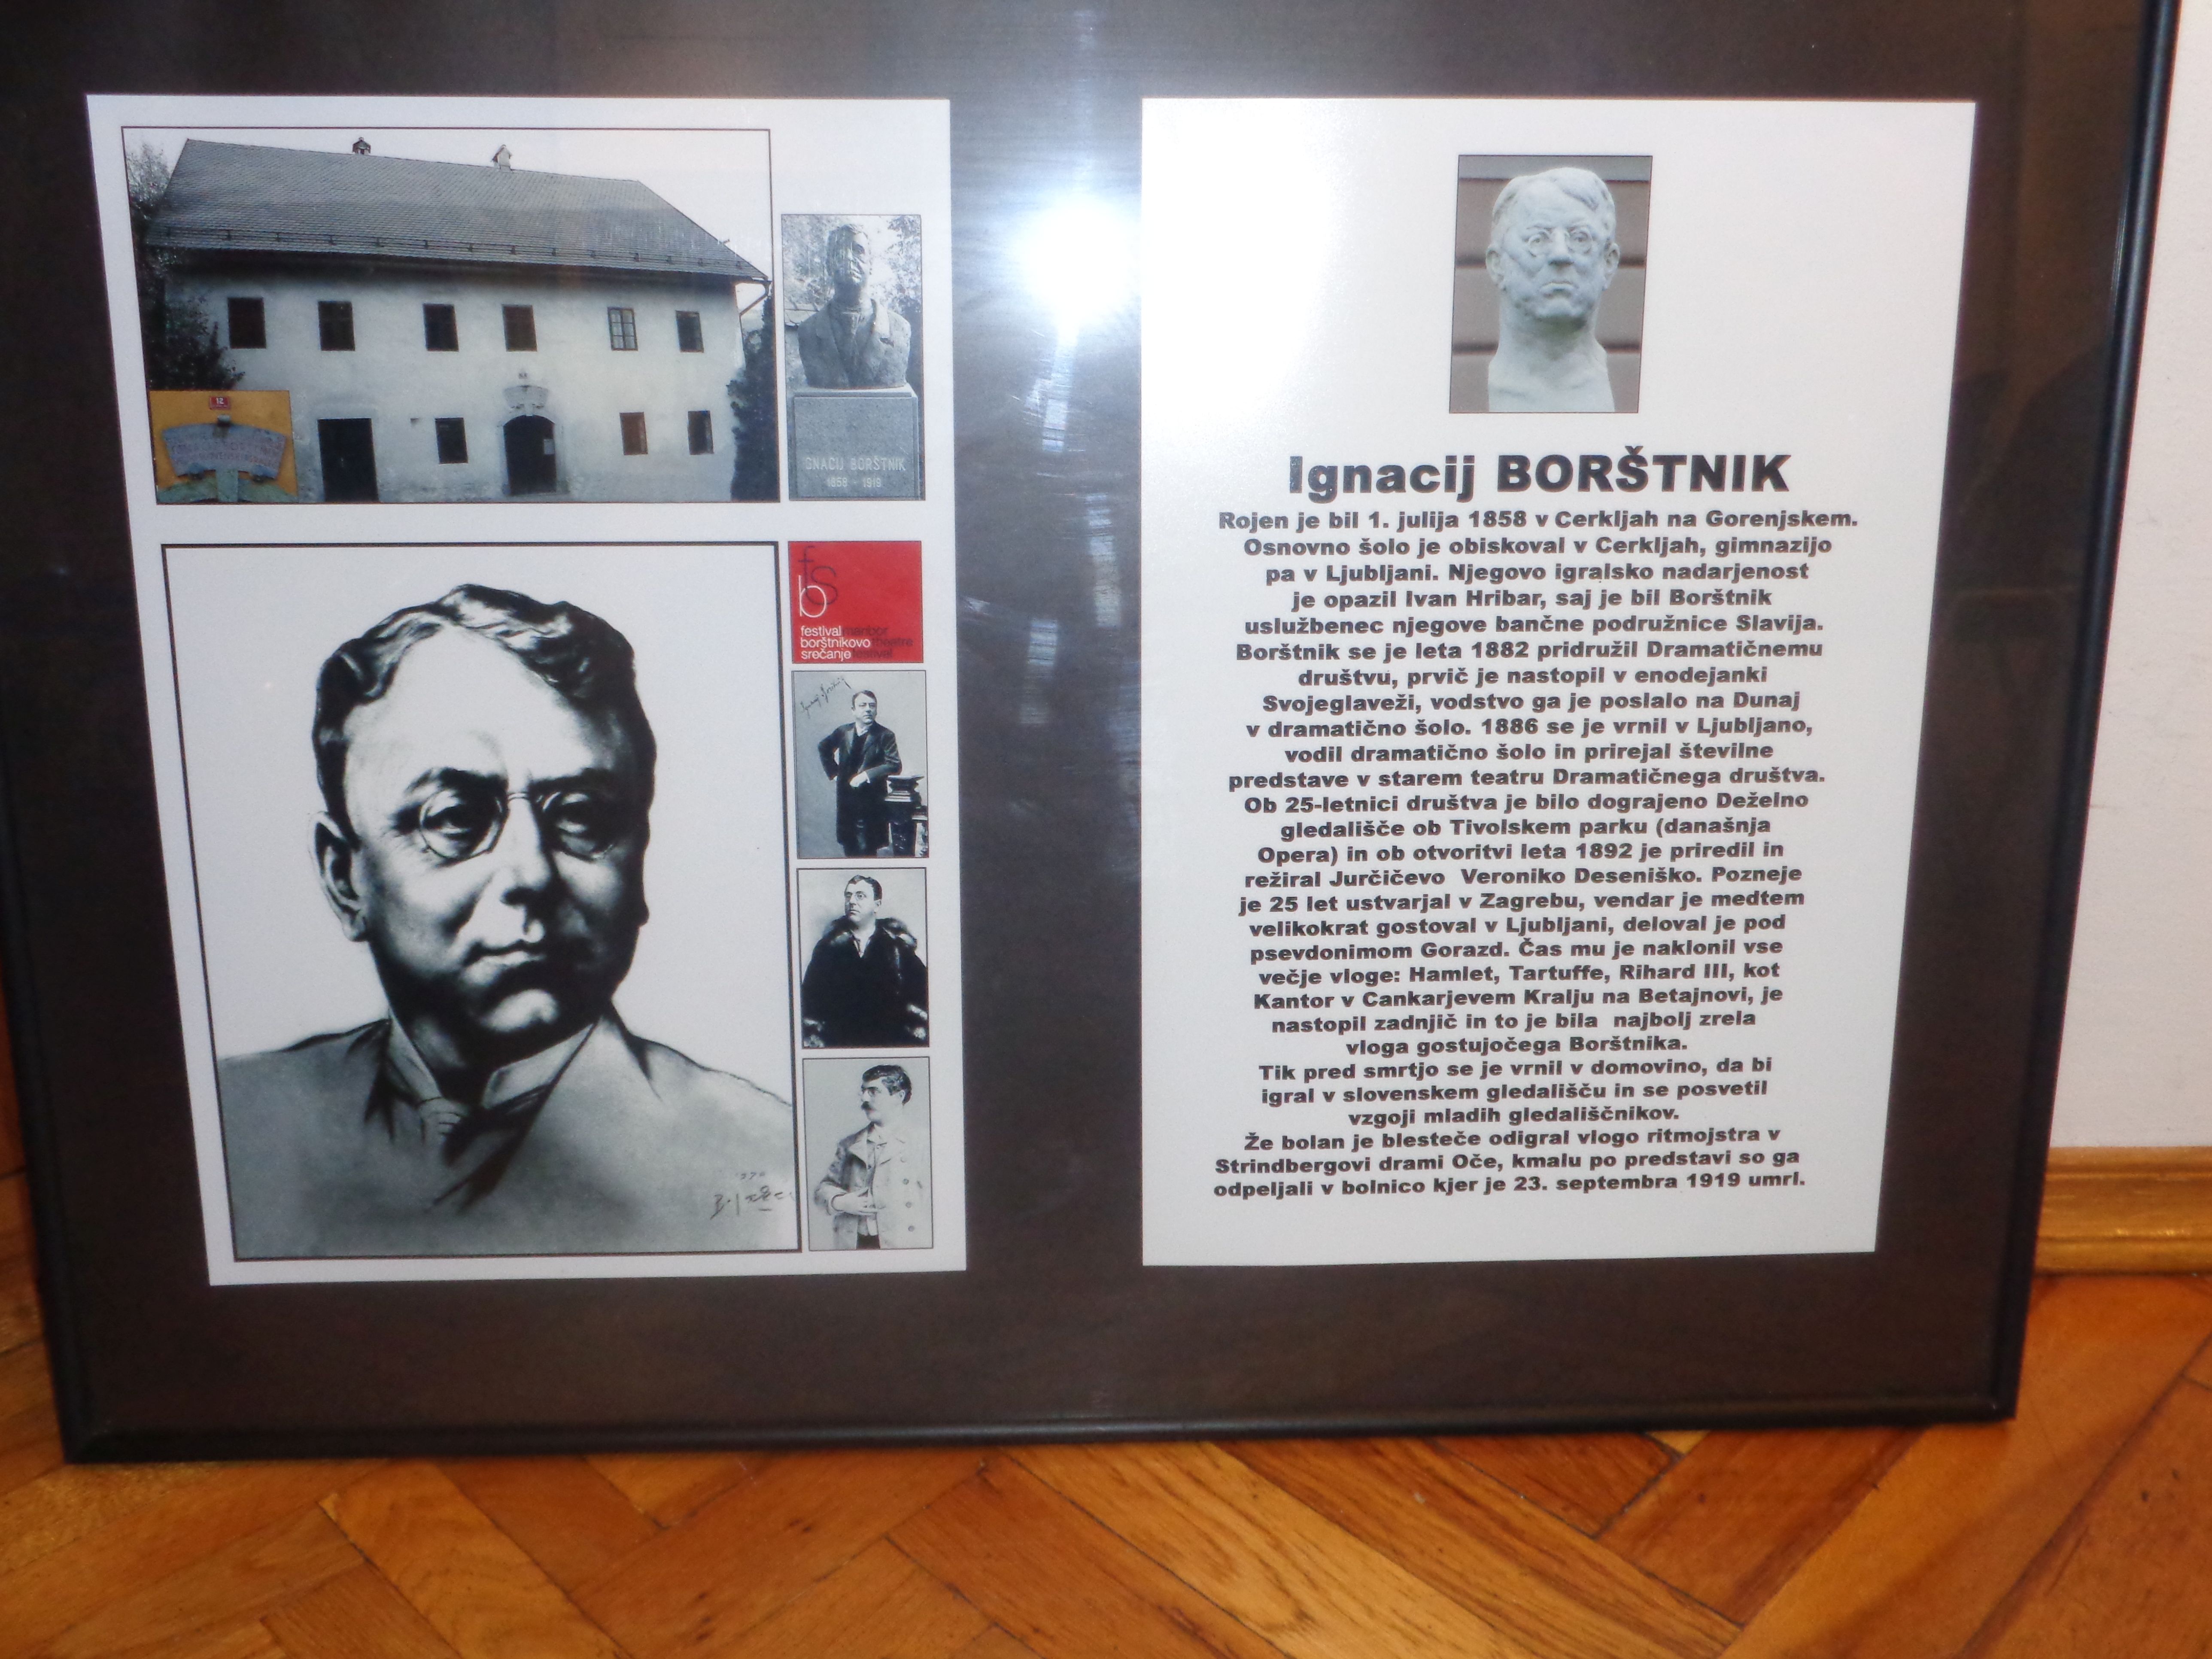 12
IGNACIJ BORŠTNIK
1858 - 1919
fs
b
festival maribor
borštnikovo theatre
srečanje festival
Ignacij BORŠTNIK
Rojen je bil 1. julija 1858 v Cerkljah na Gorenjskem.
Osnovno šolo je obiskoval v Cerkljah, gimnazijo
pa v Ljubljani. Njegovo igralsko nadarjenost
je opazil Ivan Hribar, saj je bil Borštnik
uslužbenec njegove bančne podružnice Slavija.
Borštnik se je leta 1882 pridružil Dramatičnemu
društvu, prvič je nastopil v enodejanki
Svojeglaveži, vodstvo ga je poslalo na Dunaj
v dramatično šolo. 1886 se je vrnil v Ljubljano,
vodil dramatično šolo in prirejal številne
predstave v starem teatru Dramatičnega društva.
Ob 25-letnici društva je bilo dograjeno Deželno
gledališče ob Tivolskem parku (današnja
Opera) in ob otvoritvi leta 1892 je priredil in
režiral Jurčičevo Veroniko Deseniško. Pozneje
je 25 let ustvarjal v Zagrebu, vendar je medtem
velikokrat gostoval v Ljubljani, deloval je pod
psevdonimom Gorazd. Čas mu je naklonil vse
večje vloge: Hamlet, Tartuffe, Rihard III, kot
Kantor v Cankarjevem Kralju na Betajnovi, je
nastopil zadnjič in to je bila najbolj zrela
vloga gostujočega Borštnika.
Tik pred smrtjo se je vrnil v domovino, da bi
igral v slovenskem gledališču in se posvetil
vzgoji mladih gledališčnikov.
Že bolan je blesteče odigral vlogo ritmojstra v
Strindbergovi drami Oče, kmalu po predstavi so ga
odpeljali v bolnico kjer je 23. septembra 1919 umrl.